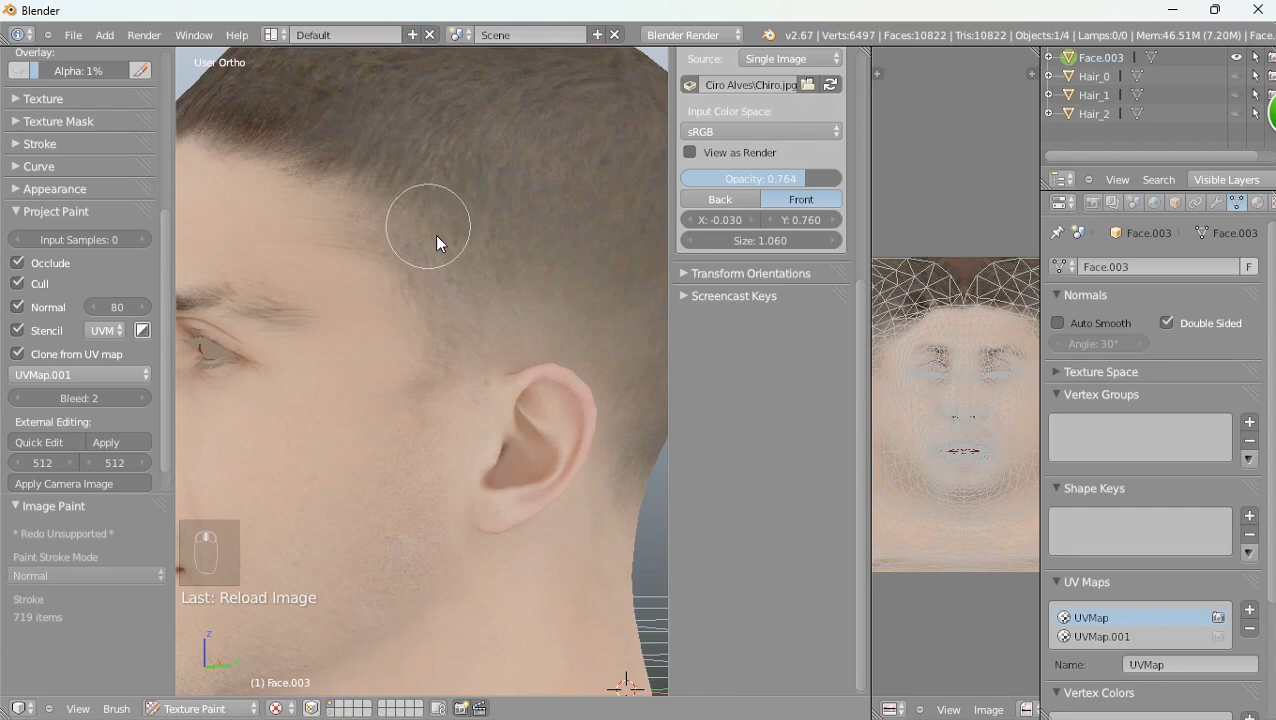 Blender
File Add Render Window Help Default Scene Blender Render v2.67 | Verts:6497 | Faces:10822 | Tris:10822 | Objects:1/4 | Lamps:0/0 | Mem:46.51M (7.20M) | Face.
Overlay:
Alpha: 1%
Texture
Texture Mask
Stroke
Curve
Appearance
Project Paint
Input Samples: 0
Occlude
Cull
Normal 80
Stencil UVM
Clone from UV map
UVMap.001
Bleed: 2
External Editing:
Quick Edit Apply
512 512
Apply Camera Image
Image Paint
* Redo Unsupported *
Paint Stroke Mode
Normal
Stroke
719 items
User Ortho
Last: Reload Image
z
(1) Face.003
View Brush Texture Paint
Source: Single Image
Ciro Alves\Chiro.jpg
Input Color Space:
sRGB
View as Render
Opacity: 0.764
Back Front
X: -0.030 Y: 0.760
Size: 1.060
Transform Orientations
Screencast Keys
View Image
Face.003
Hair_0
Hair_1
Hair_2
View Search Visible Layers
Face.003 Face.003
Face.003 F
Normals
Auto Smooth Double Sided
Angle: 30°
Texture Space
Vertex Groups
Shape Keys
UV Maps
UVMap
UVMap.001
Name: UVMap
Vertex Colors